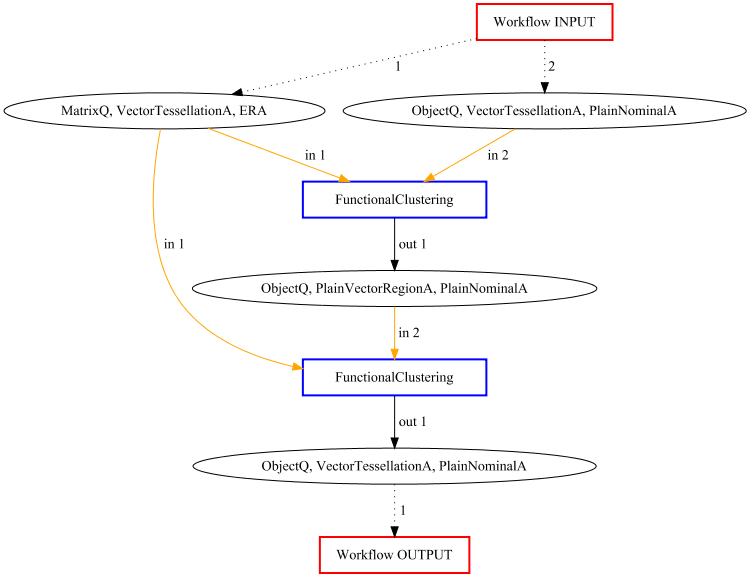 Workflow INPUT
1
2
MatrixQ, VectorTessellationA, ERA
ObjectQ, VectorTessellationA, PlainNominalA
in 1
in 2
FunctionalClustering
in 1
out 1
ObjectQ, PlainVectorRegionA, PlainNominalA
in 2
FunctionalClustering
out 1
ObjectQ, VectorTessellationA, PlainNominalA
1
Workflow OUTPUT